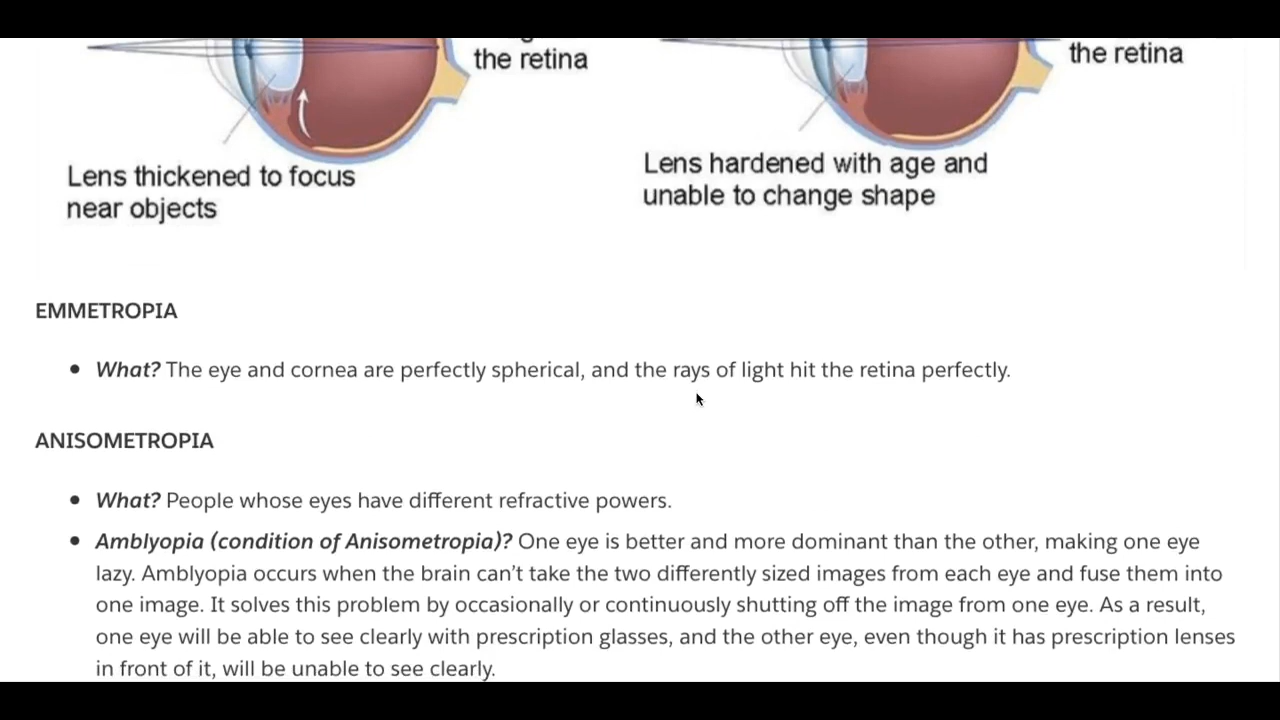 the retina
the retina
Lens thickened to focus
near objects
Lens hardened with age and
unable to change shape
EMMETROPIA
• What? The eye and cornea are perfectly spherical, and the rays of light hit the retina perfectly.
ANISOMETROPIA
• What? People whose eyes have different refractive powers.
• Amblyopia (condition of Anisometropia)? One eye is better and more dominant than the other, making one eye
lazy. Amblyopia occurs when the brain can’t take the two differently sized images from each eye and fuse them into
one image. It solves this problem by occasionally or continuously shutting off the image from one eye. As a result,
one eye will be able to see clearly with prescription glasses, and the other eye, even though it has prescription lenses
in front of it, will be unable to see clearly.